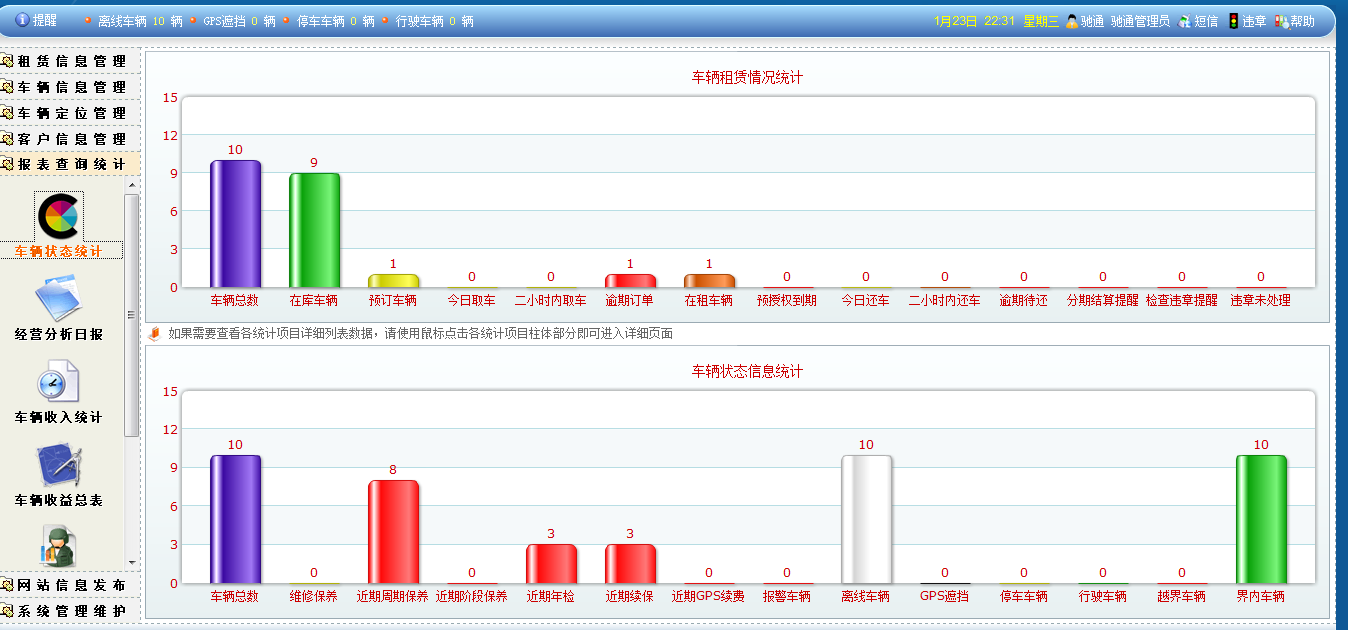 提醒 离线车辆 10 辆 GPS遮挡 0 辆 停车车辆 0 辆 行驶车辆 0 辆 1月23日 22:31 星期三 驰通 驰通管理员 短信 违章 帮助
租赁信息管理
车辆信息管理
车辆定位管理
客户信息管理
报表查询统计
车辆状态统计
经营分析日报
车辆收入统计
车辆收益总表
网站信息发布
系统管理维护
车辆租赁情况统计
15
12
9
6
3
0
10 9 1 0 0 1 1 0 0 0 0 0 0 0
车辆总数 在库车辆 预订车辆 今日取车 二小时内取车 逾期订单 在租车辆 预授权到期 今日还车 二小时内还车 逾期待还 分期结算提醒 检查违章提醒 违章未处理
如果需要查看各统计项目详细列表数据，请使用鼠标点击各统计项目柱体部分即可进入详细页面
车辆状态信息统计
15
12
9
6
3
0
10 0 8 0 3 3 0 0 10 0 0 0 0 10
车辆总数 维修保养 近期周期保养 近期阶段保养 近期年检 近期续保 近期GPS续费 报警车辆 离线车辆 GPS遮挡 停车车辆 行驶车辆 越界车辆 界内车辆